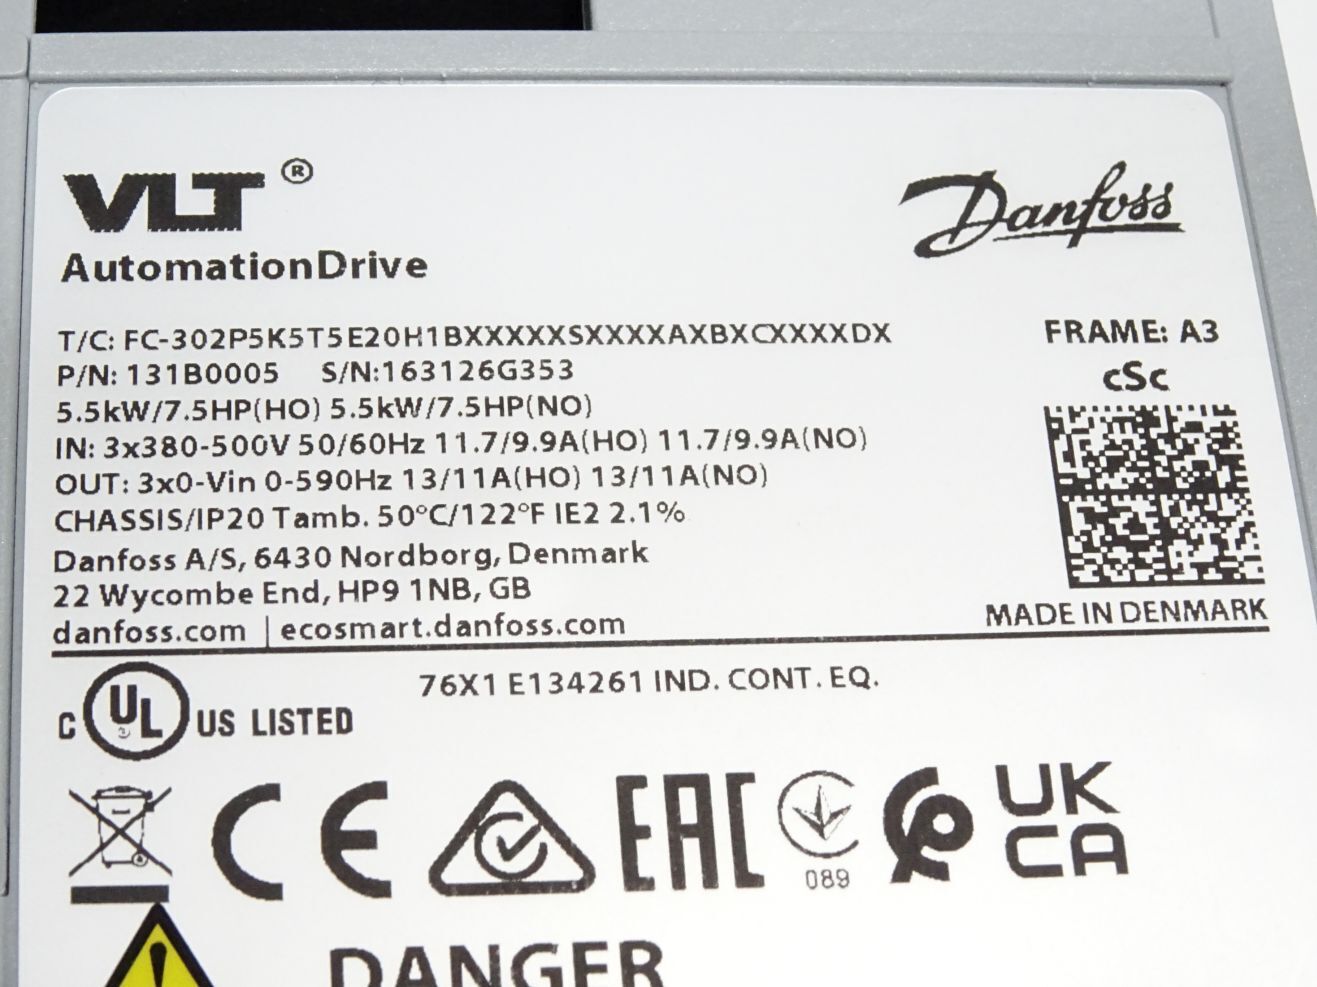 VLT®
Danfoss
AutomationDrive
T/C: FC-302P5K5T5E20H1BXXXXXSXXXXAXBXCXXXXDX
FRAME: A3
P/N: 131B0005 S/N:163126G353
cSc
5.5kW/7.5HP(HO) 5.5kW/7.5HP(NO)
IN: 3x380-500V 50/60Hz 11.7/9.9A(HO) 11.7/9.9A(NO)
OUT: 3x0-Vin 0-590Hz 13/11A(HO) 13/11A(NO)
CHASSIS/IP20 Tamb. 50°C/122°F IE2 2.1%
Danfoss A/S, 6430 Nordborg, Denmark
22 Wycombe End, HP9 1NB, GB
MADE IN DENMARK
danfoss.com | ecosmart.danfoss.com
76X1 E134261 IND. CONT. EQ.
C UL US LISTED
CE EAC UK
CA
089
DANGER